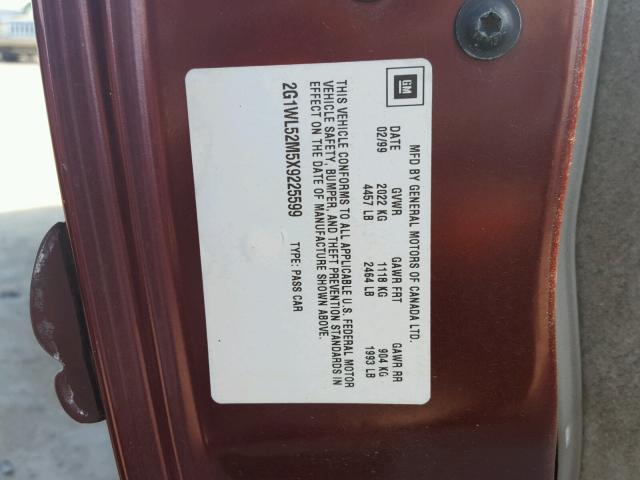 GM
MFD BY GENERAL MOTORS OF CANADA LTD.
DATE GVWR GAWR FRT GAWR RR
02/99 2022 KG 1118 KG 904 KG
4457 LB 2464 LB 1993 LB
THIS VEHICLE CONFORMS TO ALL APPLICABLE U.S. FEDERAL MOTOR
VEHICLE SAFETY, BUMPER, AND THEFT PREVENTION STANDARDS IN
EFFECT ON THE DATE OF MANUFACTURE SHOWN ABOVE.
2G1WL52M5X9225599 TYPE: PASS CAR